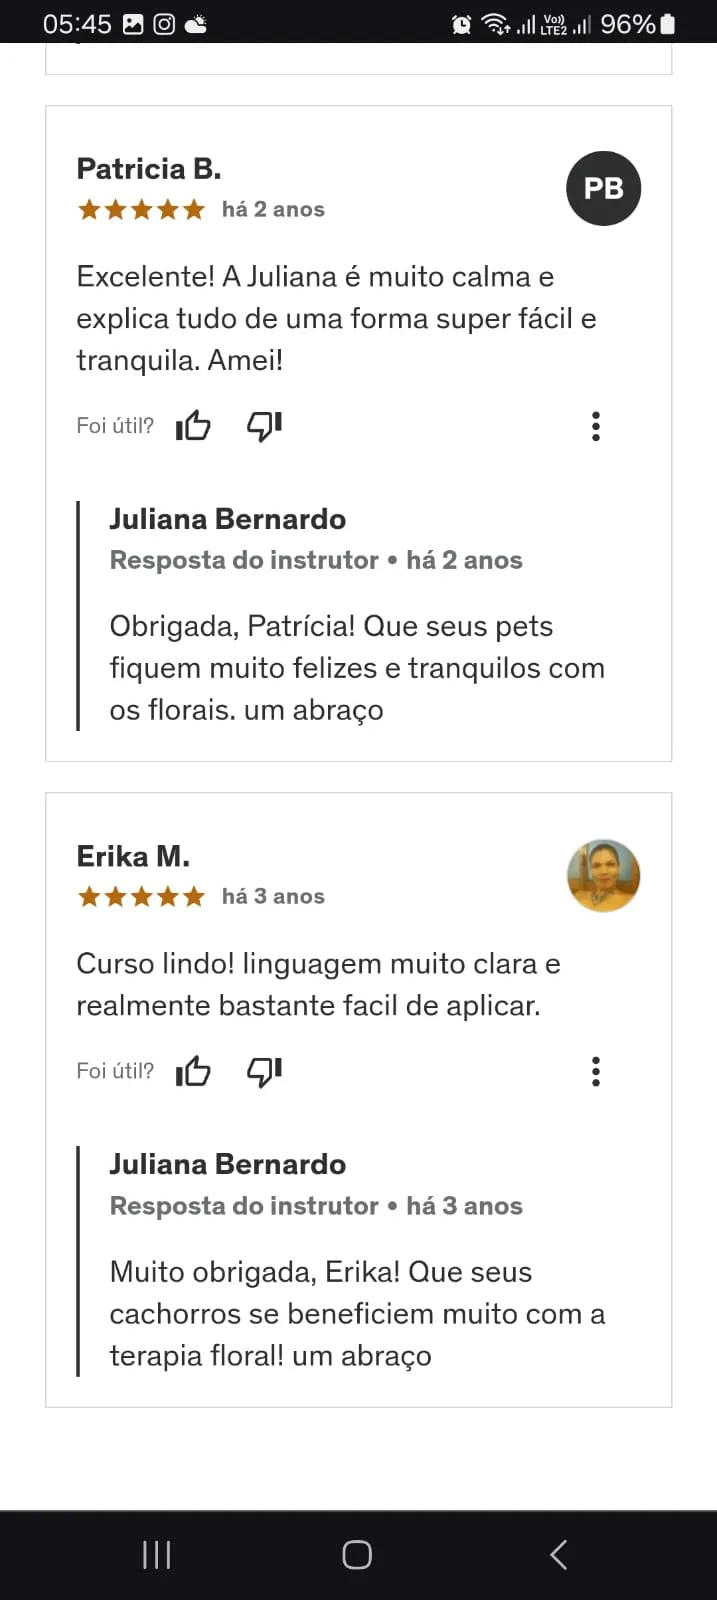 05:45
Vo))
LTE2
96%
Patricia B.
PB
há 2 anos
Excelente! A Juliana é muito calma e
explica tudo de uma forma super fácil e
tranquila. Amei!
Foi útil?
Juliana Bernardo
Resposta do instrutor • há 2 anos
Obrigada, Patrícia! Que seus pets
fiquem muito felizes e tranquilos com
os florais. um abraço
Erika M.
há 3 anos
Curso lindo! linguagem muito clara e
realmente bastante facil de aplicar.
Foi útil?
Juliana Bernardo
Resposta do instrutor • há 3 anos
Muito obrigada, Erika! Que seus
cachorros se beneficiem muito com a
terapia floral! um abraço